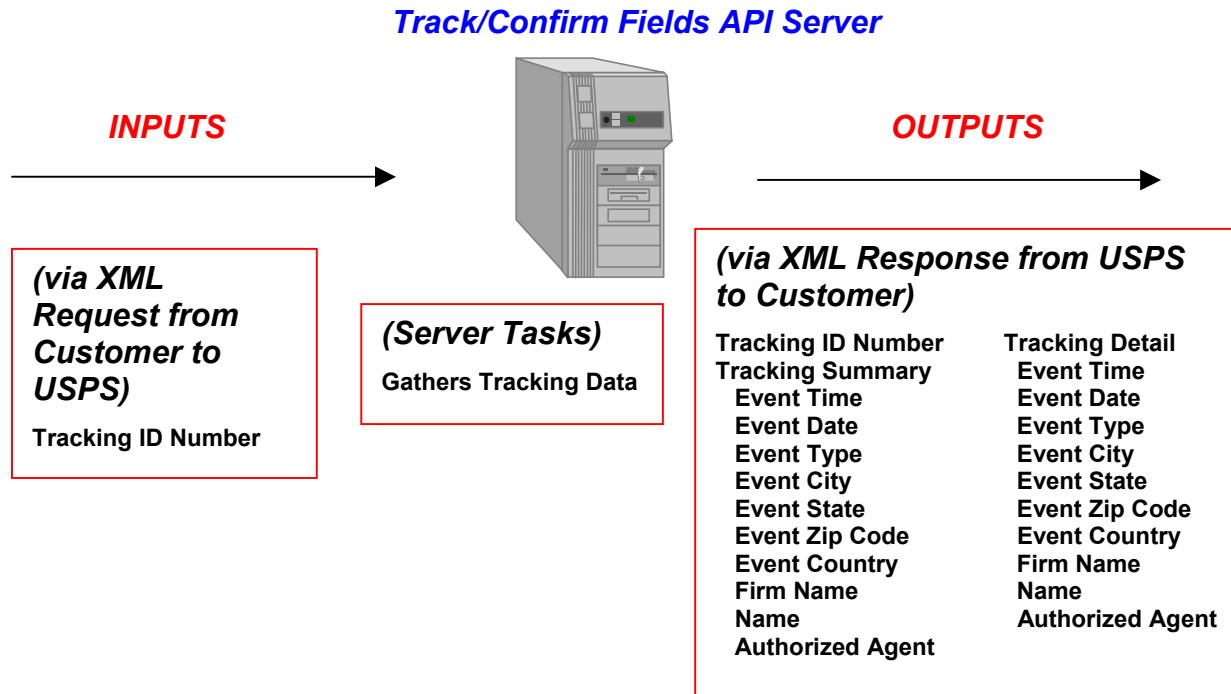 Track/Confirm Fields API Server
INPUTS
OUTPUTS
(via XML
Request from
Customer to
USPS)
Tracking ID Number
(Server Tasks)
Gathers Tracking Data
(via XML Response from USPS
to Customer)
Tracking ID Number
Tracking Summary
Event Time
Event Date
Event Type
Event City
Event State
Event Zip Code
Event Country
Firm Name
Name
Authorized Agent
Tracking Detail
Event Time
Event Date
Event Type
Event City
Event State
Event Zip Code
Event Country
Firm Name
Name
Authorized Agent